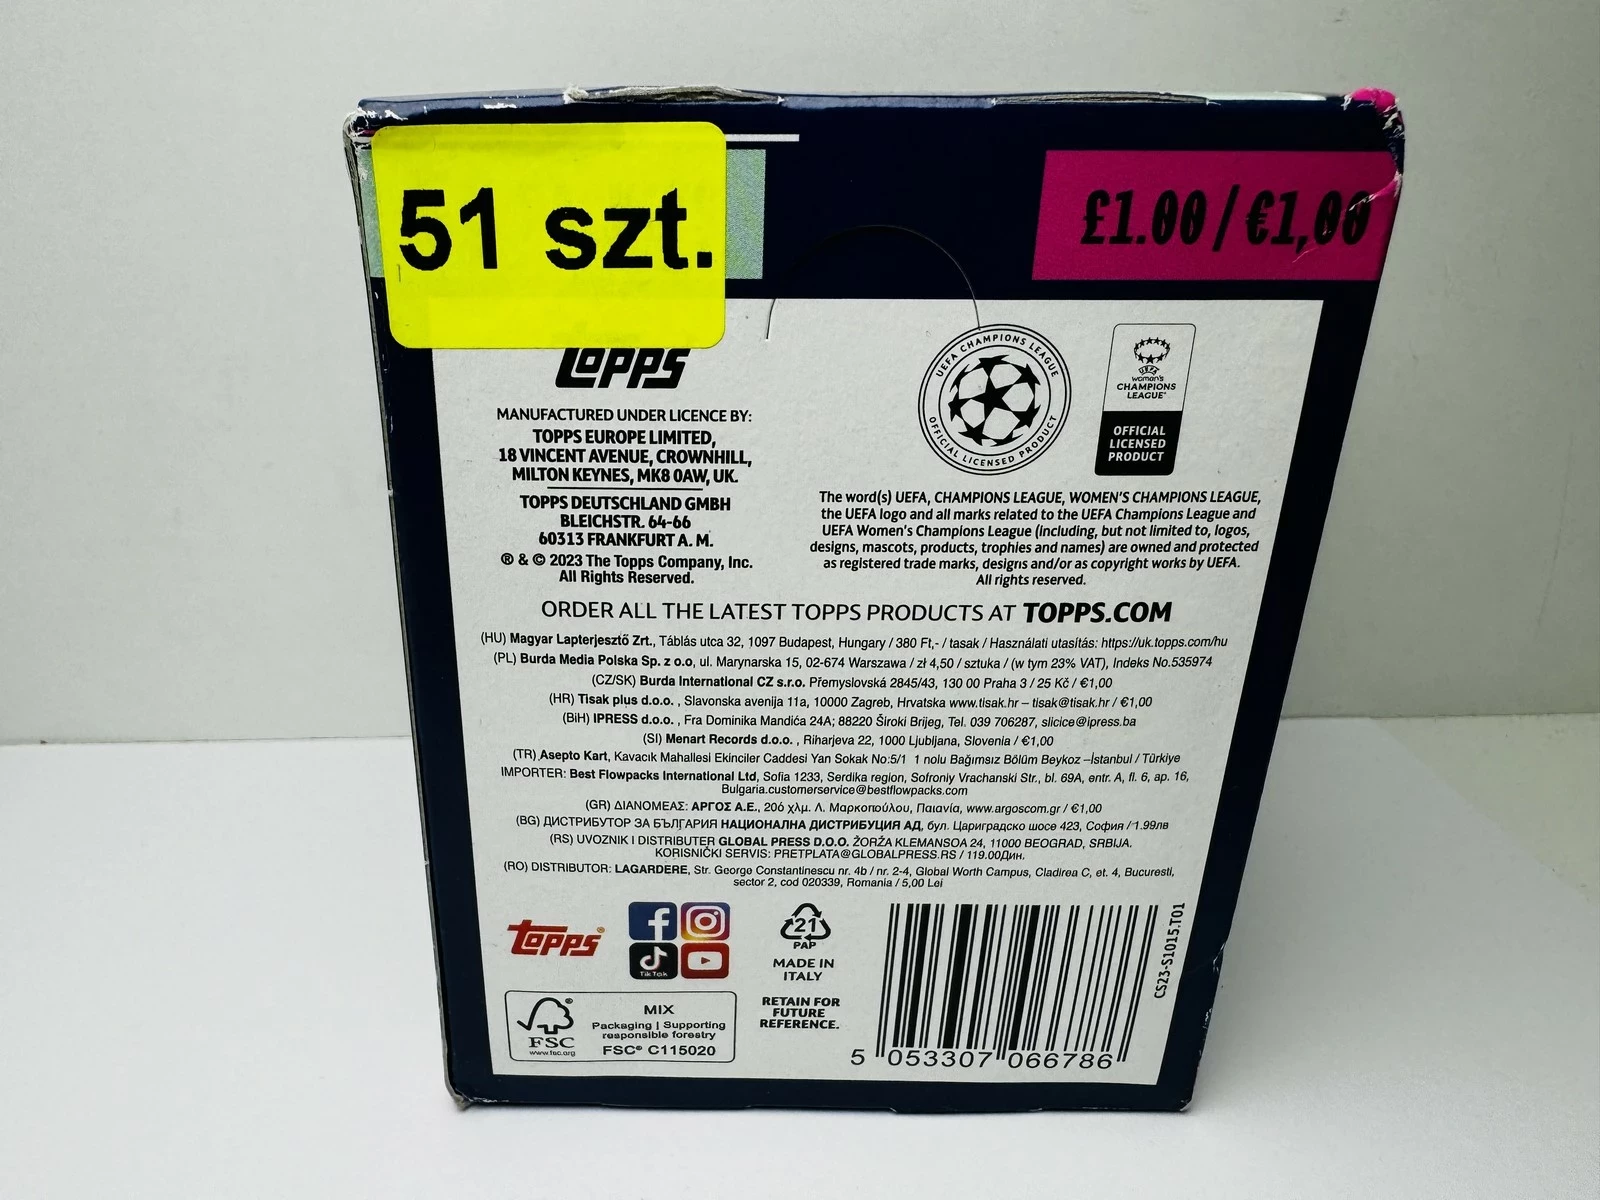 51 szt.
£1.00 / €1,00
TOPPS
MANUFACTURED UNDER LICENCE BY:
TOPPS EUROPE LIMITED,
18 VINCENT AVENUE, CROWNHILL,
MILTON KEYNES, MK8 0AW, UK.
TOPPS DEUTSCHLAND GMBH
BLEICHSTR. 64-66
60313 FRANKFURT A. M.
® & © 2023 The Topps Company, Inc.
All Rights Reserved.
UEFA CHAMPIONS LEAGUE
OFFICIAL LICENSED PRODUCT
UEFA
women's
CHAMPIONS
LEAGUE
OFFICIAL
LICENSED
PRODUCT
The word(s) UEFA, CHAMPIONS LEAGUE, WOMEN'S CHAMPIONS LEAGUE,
the UEFA logo and all marks related to the UEFA Champions League and
UEFA Women's Champions League (including, but not limited to, logos,
designs, mascots, products, trophies and names) are owned and protected
as registered trade marks, designs and/or as copyright works by UEFA.
All rights reserved.
ORDER ALL THE LATEST TOPPS PRODUCTS AT TOPPS.COM
(HU) Magyar Lapterjesztő Zrt., Táblás utca 32, 1097 Budapest, Hungary / 380 Ft,- / tasak / Használati utasítás: https://uk.topps.com/hu
(PL) Burda Media Polska Sp. z o.o, ul. Marynarska 15, 02-674 Warszawa / zł 4,50 / sztuka / (w tym 23% VAT), Indeks No.535974
(CZ/SK) Burda International CZ s.r.o. Přemyslovská 2845/43, 130 00 Praha 3 / 25 Kč / €1,00
(HR) Tisak plus d.o.o. , Slavonska avenija 11a, 10000 Zagreb, Hrvatska www.tisak.hr – tisak@tisak.hr / €1,00
(BiH) IPRESS d.o.o. , Fra Dominika Mandića 24A; 88220 Široki Brijeg, Tel. 039 706287, slicice@ipress.ba
(SI) Menart Records d.o.o. , Riharjeva 22, 1000 Ljubljana, Slovenia / €1,00
(TR) Asepto Kart, Kavacık Mahallesi Ekinciler Caddesi Yan Sokak No:5/1 1 nolu Bağımsız Bölüm Beykoz –İstanbul / Türkiye
IMPORTER: Best Flowpacks International Ltd, Sofia 1233, Serdika region, Sofroniy Vrachanski Str., bl. 69A, entr. A, fl. 6, ap. 16,
Bulgaria.customerservice@bestflowpacks.com
(GR) ΔΙΑΝΟΜΕΑΣ: ΑΡΓΟΣ Α.Ε., 20ό χλμ. Λ. Μαρκοπούλου, Παιανία, www.argoscom.gr / €1,00
(BG) ДИСТРИБУТОР ЗА БЪЛГАРИЯ НАЦИОНАЛНА ДИСТРИБУЦИЯ АД, бул. Цариградско шосе 423, София / 1.99лв
(RS) UVOZNIK I DISTRIBUTER GLOBAL PRESS D.O.O. ŽORŽA KLEMANSOA 24, 11000 BEOGRAD, SRBIJA.
KORISNIČKI SERVIS: PRETPLATA@GLOBALPRESS.RS / 119.00Дин.
(RO) DISTRIBUTOR: LAGARDERE, Str. George Constantinescu nr. 4b / nr. 2-4, Global Worth Campus, Cladirea C, et. 4, Bucuresti,
sector 2, cod 020339, Romania / 5,00 Lei
TOPPS®
TikTok
21
PAP
MADE IN
ITALY
RETAIN FOR
FUTURE
REFERENCE.
FSC®
www.fsc.org
MIX
Packaging | Supporting
responsible forestry
FSC® C115020
5 053307 066786
CS23-S1015.T01